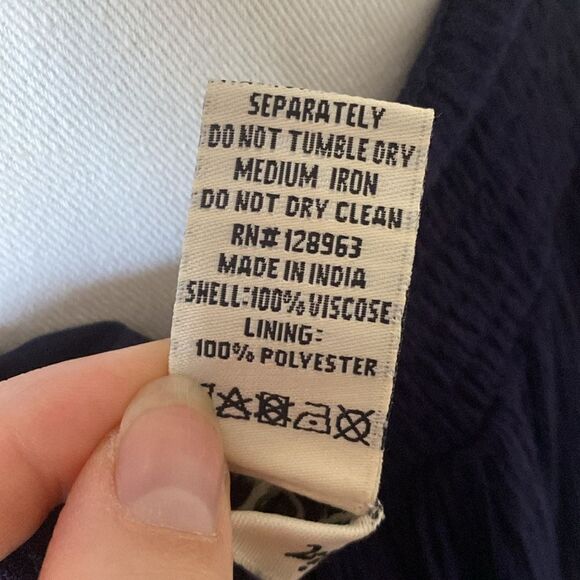 SEPARATELY
DO NOT TUMBLE DRY
MEDIUM IRON
DO NOT DRY CLEAN
RN#128963
MADE IN INDIA
SHELL:100% VISCOSE
LINING:
100% POLYESTER